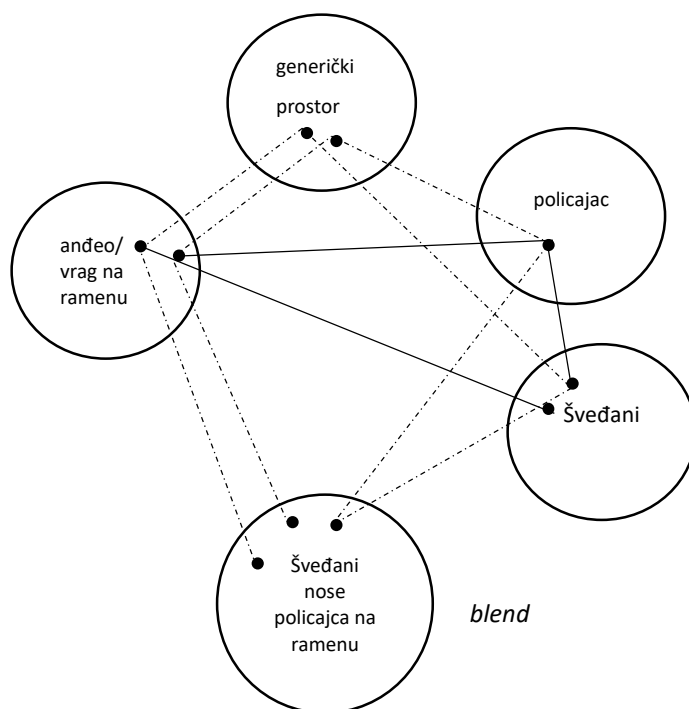 generički
prostor
policajac
anđeo/
vrag na
ramenu
Šveđani
Šveđani
nose
policajca na
ramenu
blend